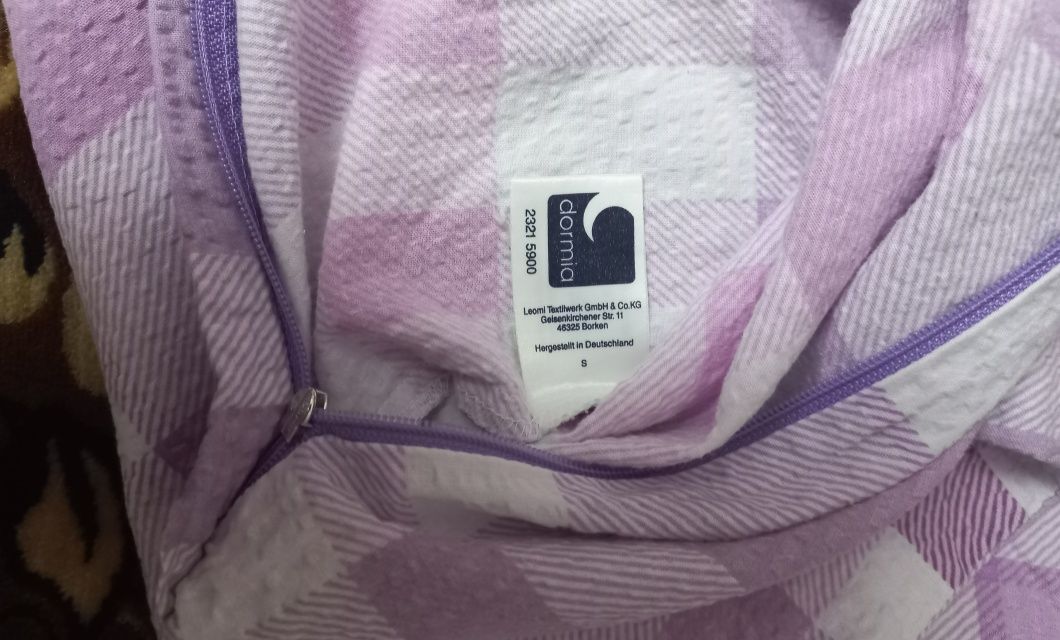 dormia
2321 5900
Leomi Textilwerk GmbH & Co.KG
Gelsenkirchener Str. 11
46325 Borken
Hergestellt in Deutschland
S